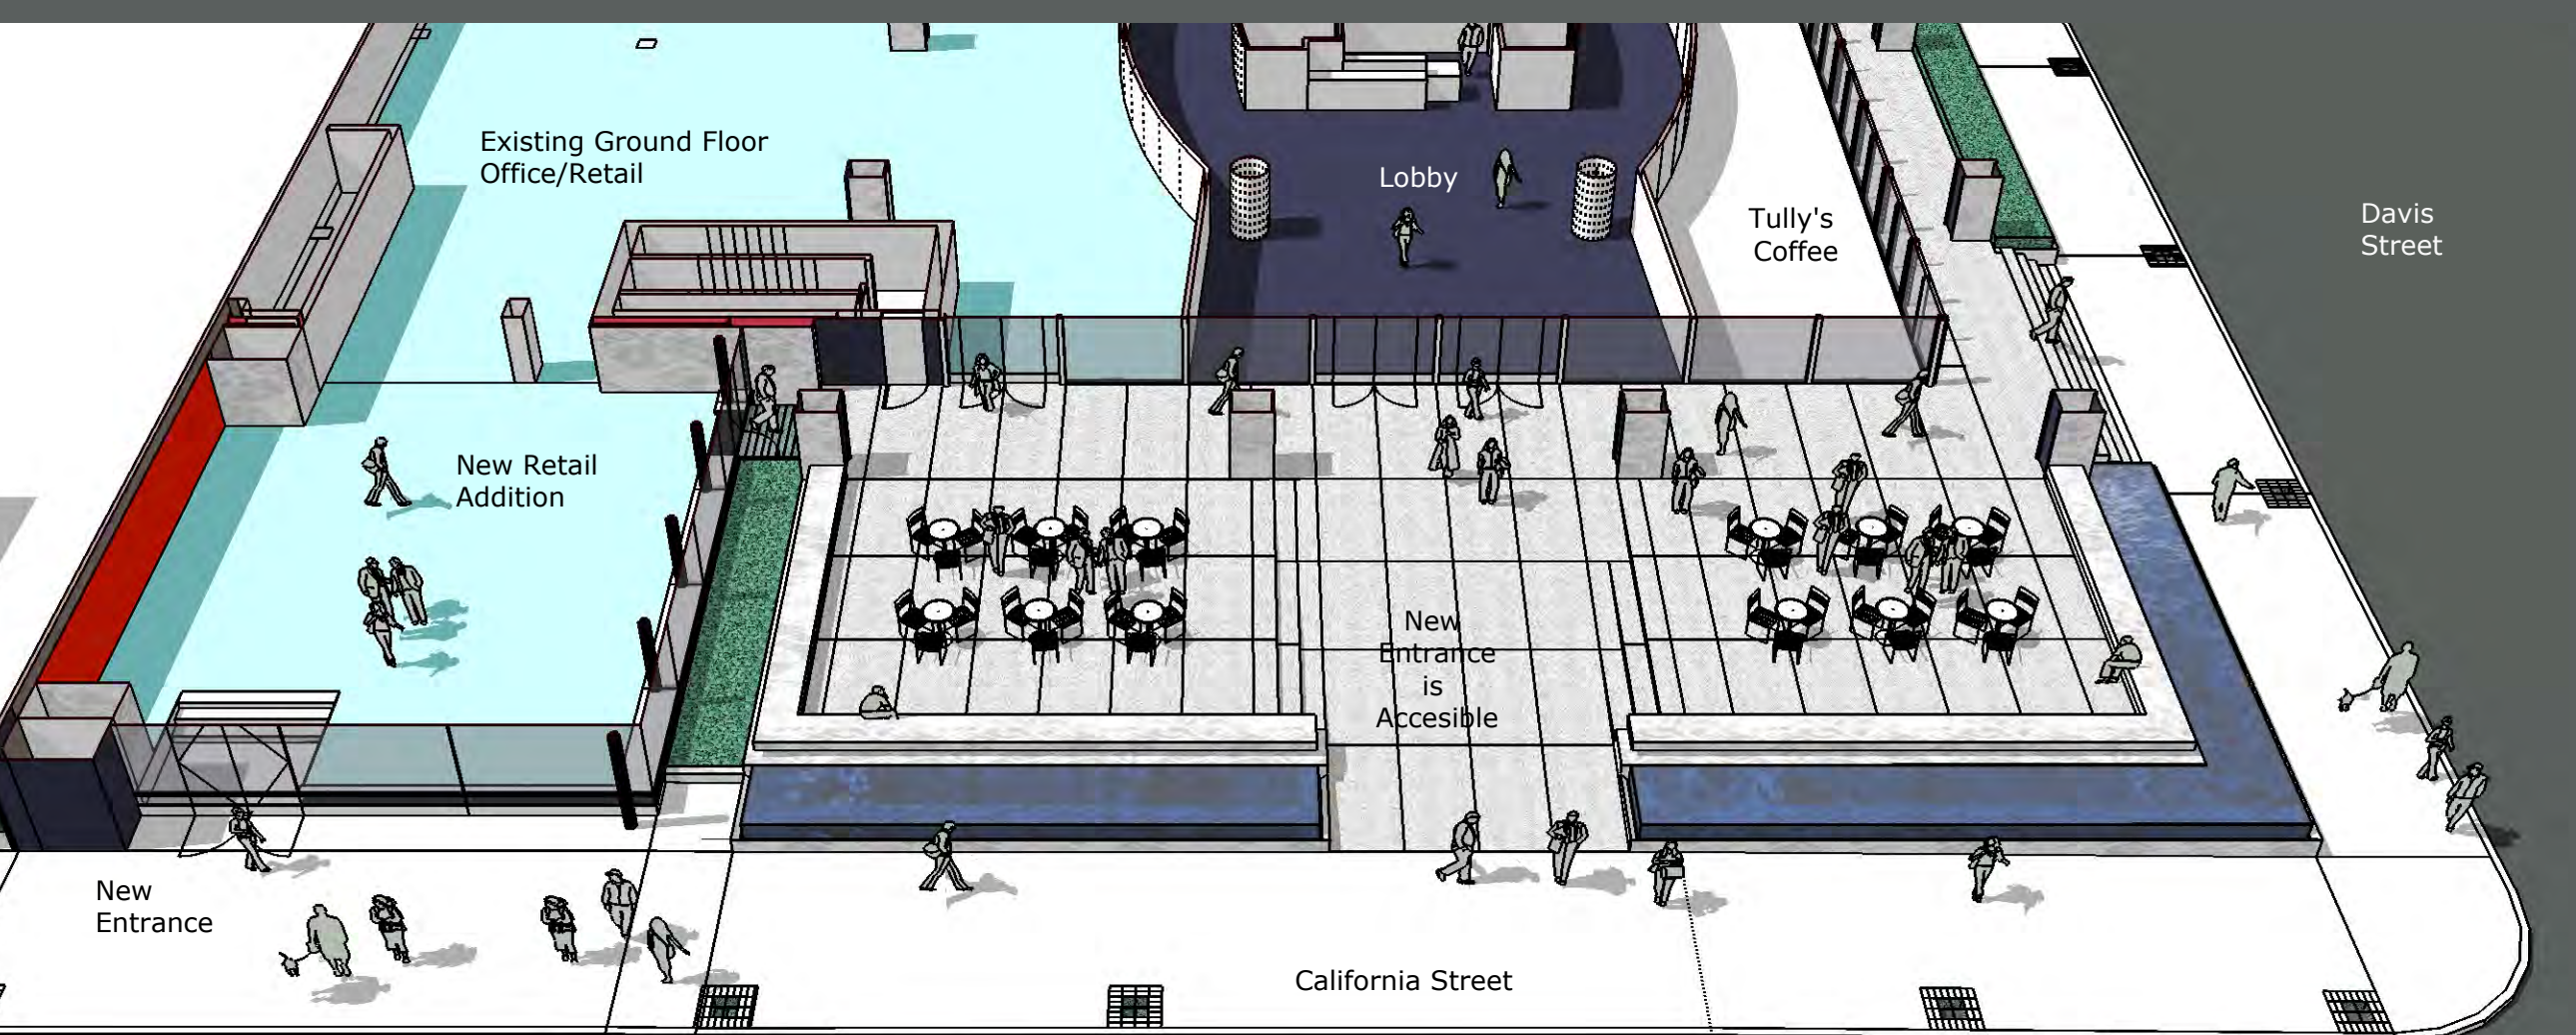 Existing Ground Floor
Office/Retail
Lobby
Tully's
Coffee
Davis
Street
New Retail
Addition
New
Entrance
is
Accesible
New
Entrance
California Street